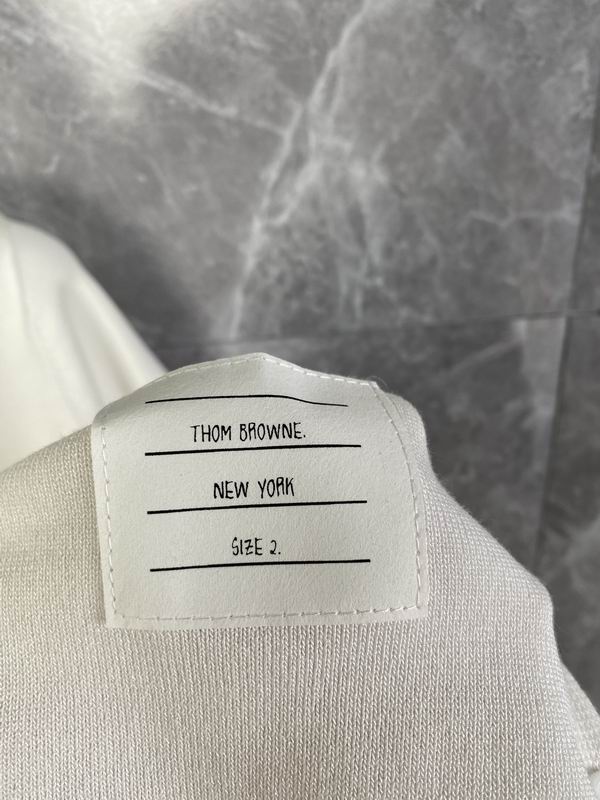 THOM BROWNE.
NEW YORK
SIZE 2.